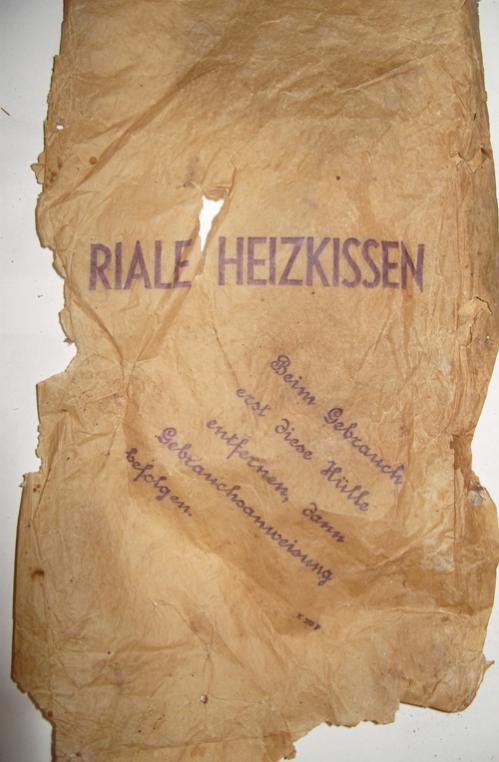 RIALE HEIZKISSEN
Beim Gebrauch
erst diese Hülle
entfernen, dann
Gebrauchsanweisung
befolgen.